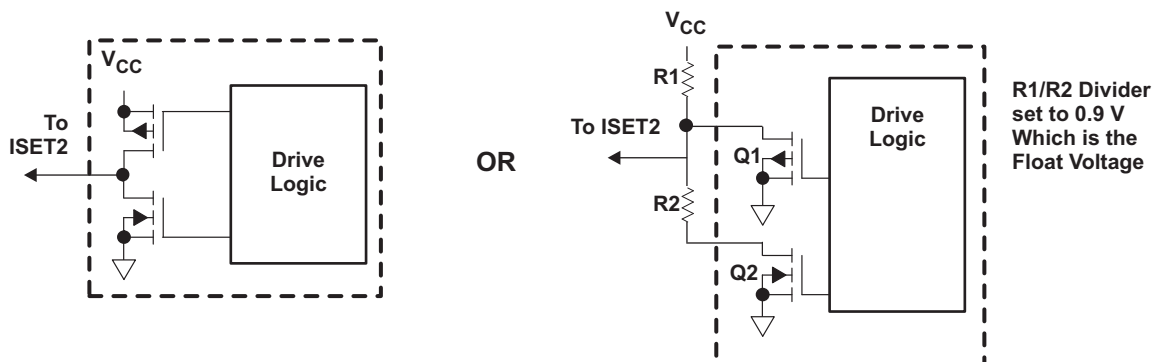 VCC
To
ISET2
Drive
Logic
OR
VCC
R1
To ISET2
Q1
R2
Q2
Drive
Logic
R1/R2 Divider
set to 0.9 V
Which is the
Float Voltage